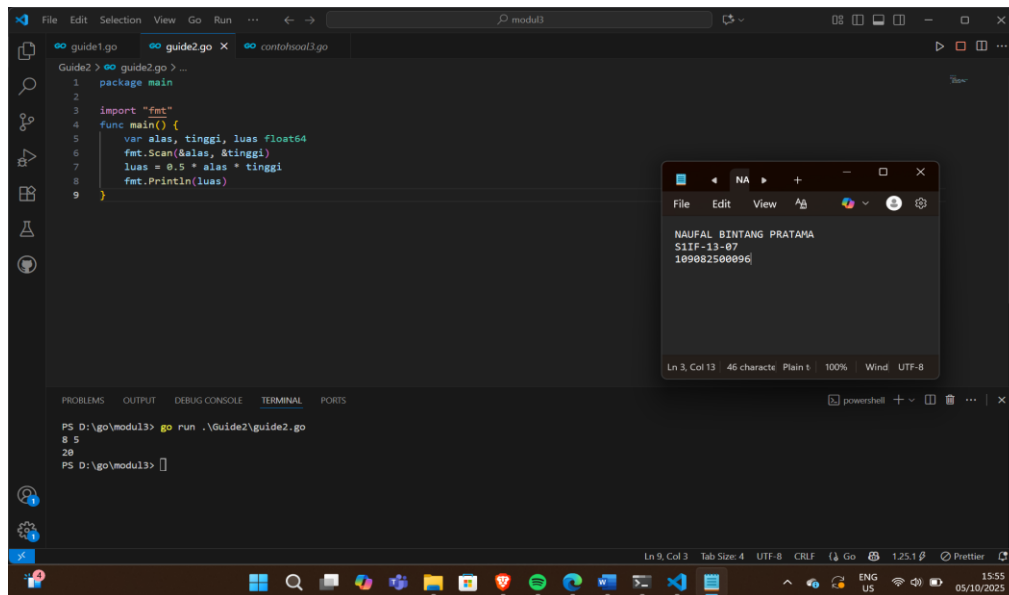 File Edit Selection View Go Run ··· modul3
guide1.go guide2.go contohsoal3.go
Guide2 > guide2.go > ...
1 package main
2
3 import "fmt"
4 func main() {
5 var alas, tinggi, luas float64
6 fmt.Scan(&alas, &tinggi)
7 luas = 0.5 * alas * tinggi
8 fmt.Println(luas)
9 }
NA
File Edit View
NAUFAL BINTANG PRATAMA
S1IF-13-07
109082500096
Ln 3, Col 13 46 characte Plain t 100% Wind UTF-8
PROBLEMS OUTPUT DEBUG CONSOLE TERMINAL PORTS powershell
PS D:\go\modul3> go run .\Guide2\guide2.go
8 5
20
PS D:\go\modul3>
1
Ln 9, Col 3 Tab Size: 4 UTF-8 CRLF Go 1.25.1 Prettier
4
ENG
US
15:55
05/10/2025